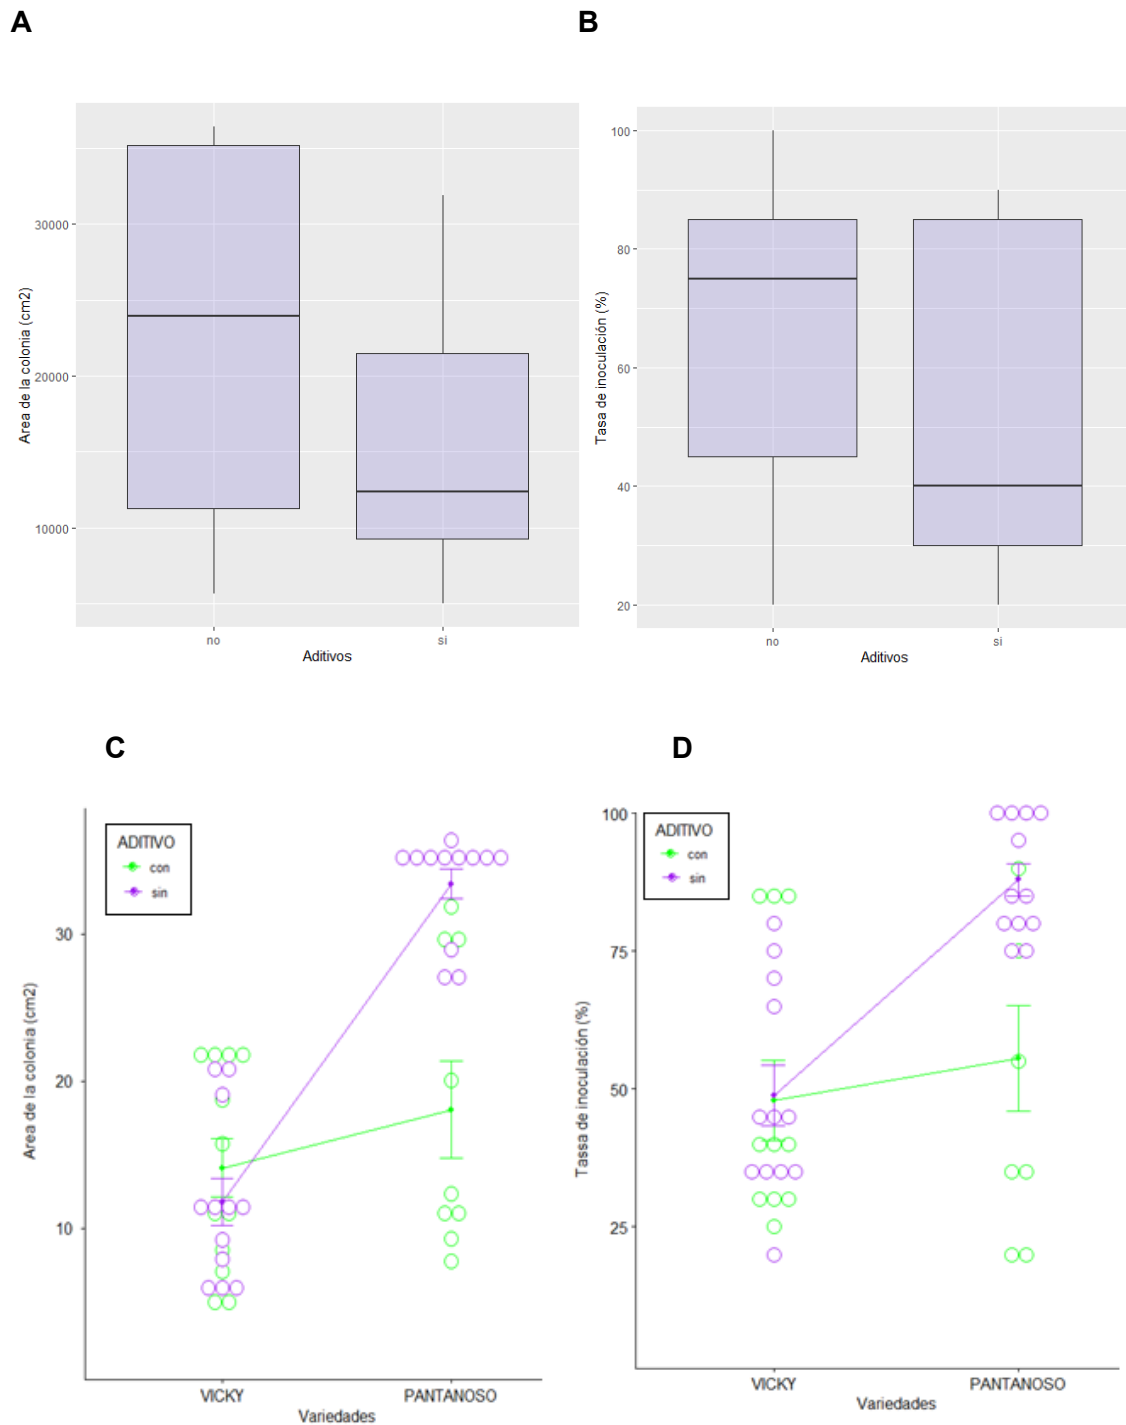 A
B
30000
20000
10000
Area de la colonia (cm2)
no
si
Aditivos
100
80
60
40
20
Tasa de inoculación (%)
no
si
Aditivos
C
D
ADITIVO
con
sin
30
20
10
Area de la colonia (cm2)
VICKY
PANTANOSO
Variedades
ADITIVO
con
sin
100
75
50
25
Tassa de inoculación (%)
VICKY
PANTANOSO
Variedades